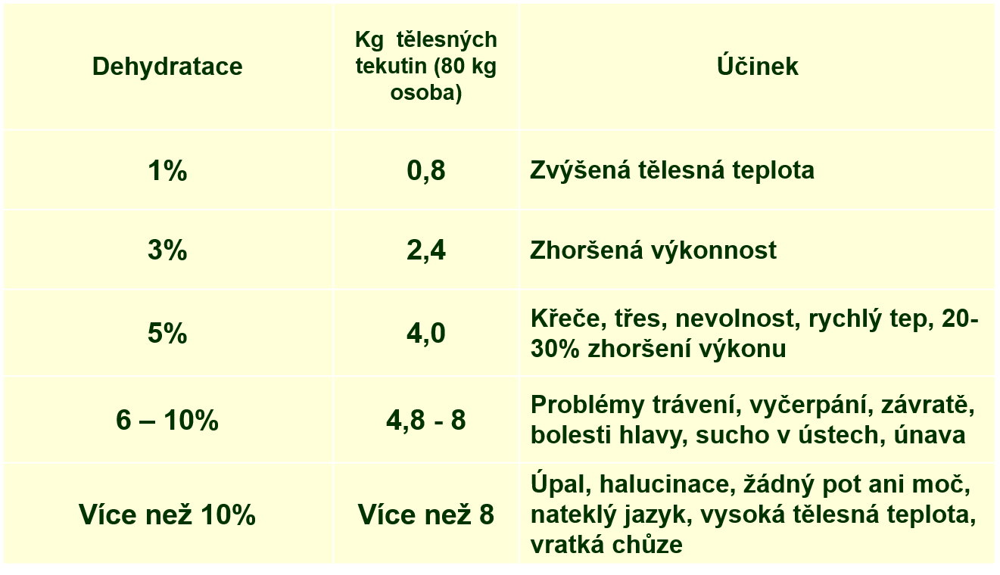 Dehydratace
Kg tělesných
tekutin (80 kg
osoba)
Účinek
1%
0,8
Zvýšená tělesná teplota
3%
2,4
Zhoršená výkonnost
5%
4,0
Křeče, třes, nevolnost, rychlý tep, 20-
30% zhoršení výkonu
6 – 10%
4,8 - 8
Problémy trávení, vyčerpání, závratě,
bolesti hlavy, sucho v ústech, únava
Více než 10%
Více než 8
Úpal, halucinace, žádný pot ani moč,
nateklý jazyk, vysoká tělesná teplota,
vratká chůze